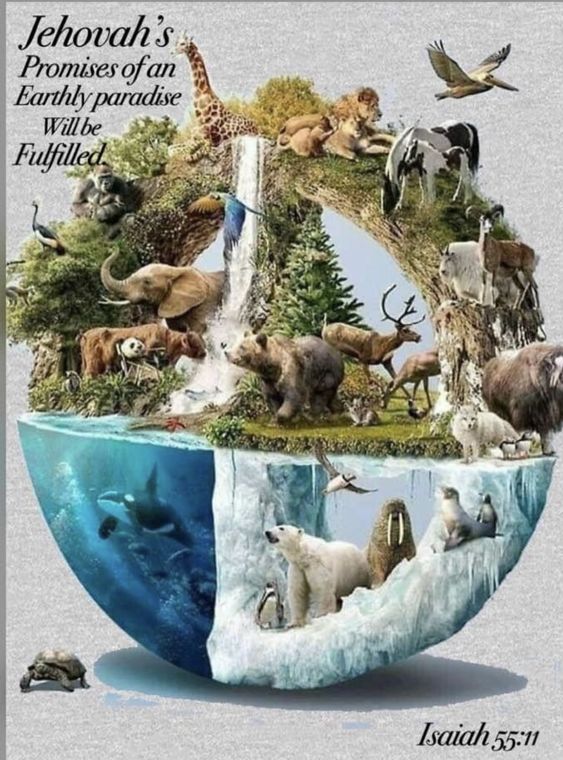 Jehovah's
Promises of an
Earthly paradise
Will be
Fulfilled.
Isaiah 55:11